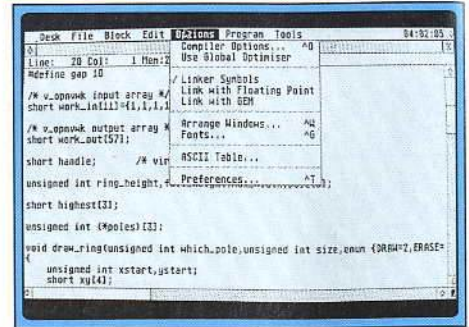 Desk File Block Edit Options Program Tools 04:02:05
Line: 20 Col: 1 Mem:2
Compiler Options... ^O
Use Global Optimiser
✓ Linker Symbols
Link with Floating Point
Link with GEM
Arrange Windows... ^W
Fonts... ^G
ASCII Table...
Preferences... ^T
#define gap 10
/* v_opnvwk input array */
short work_in[11]={1,1,1,1
/* v_opnvwk output array *
short work_out[57];
short handle; /* vir
unsigned int ring_height,
short highest[3];
unsigned int (*poles)[3];
void draw_ring(unsigned int which_pole,unsigned int size,enum {DRAW=2,ERASE=
{
unsigned int xstart,ystart;
short xy[4];